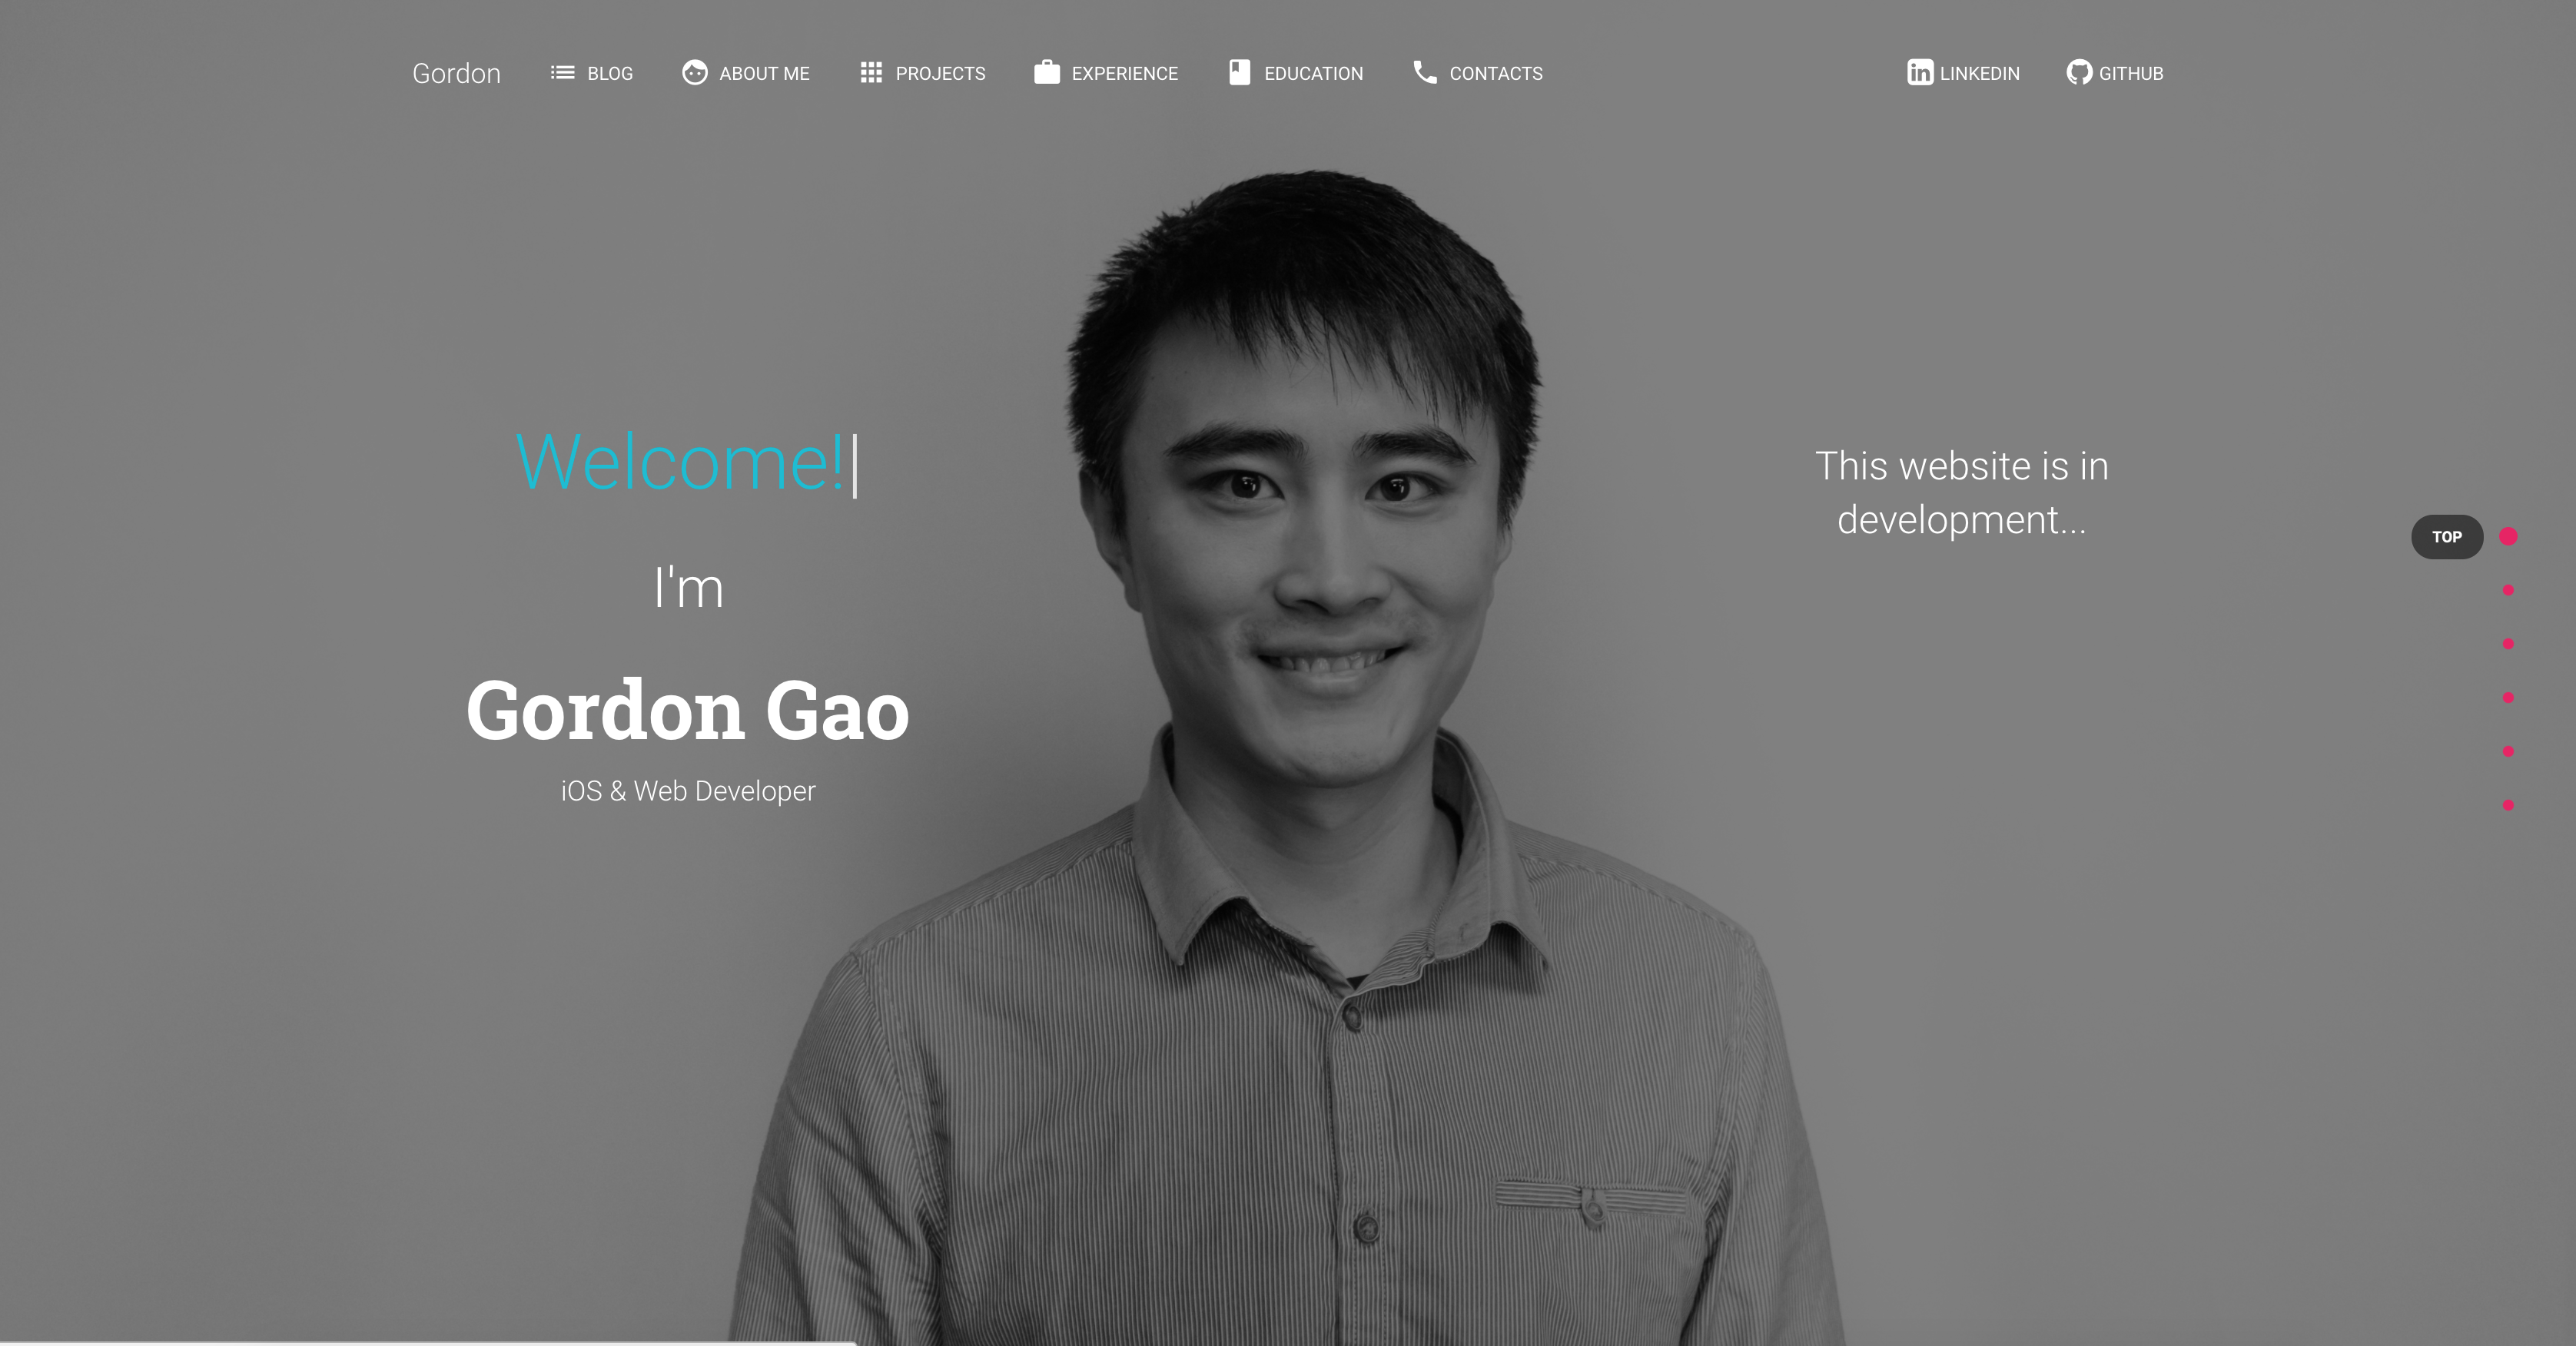 Gordon BLOG ABOUT ME PROJECTS EXPERIENCE EDUCATION CONTACTS LINKEDIN GITHUB
Welcome!
I'm
Gordon Gao
iOS & Web Developer
This website is in
development...
TOP